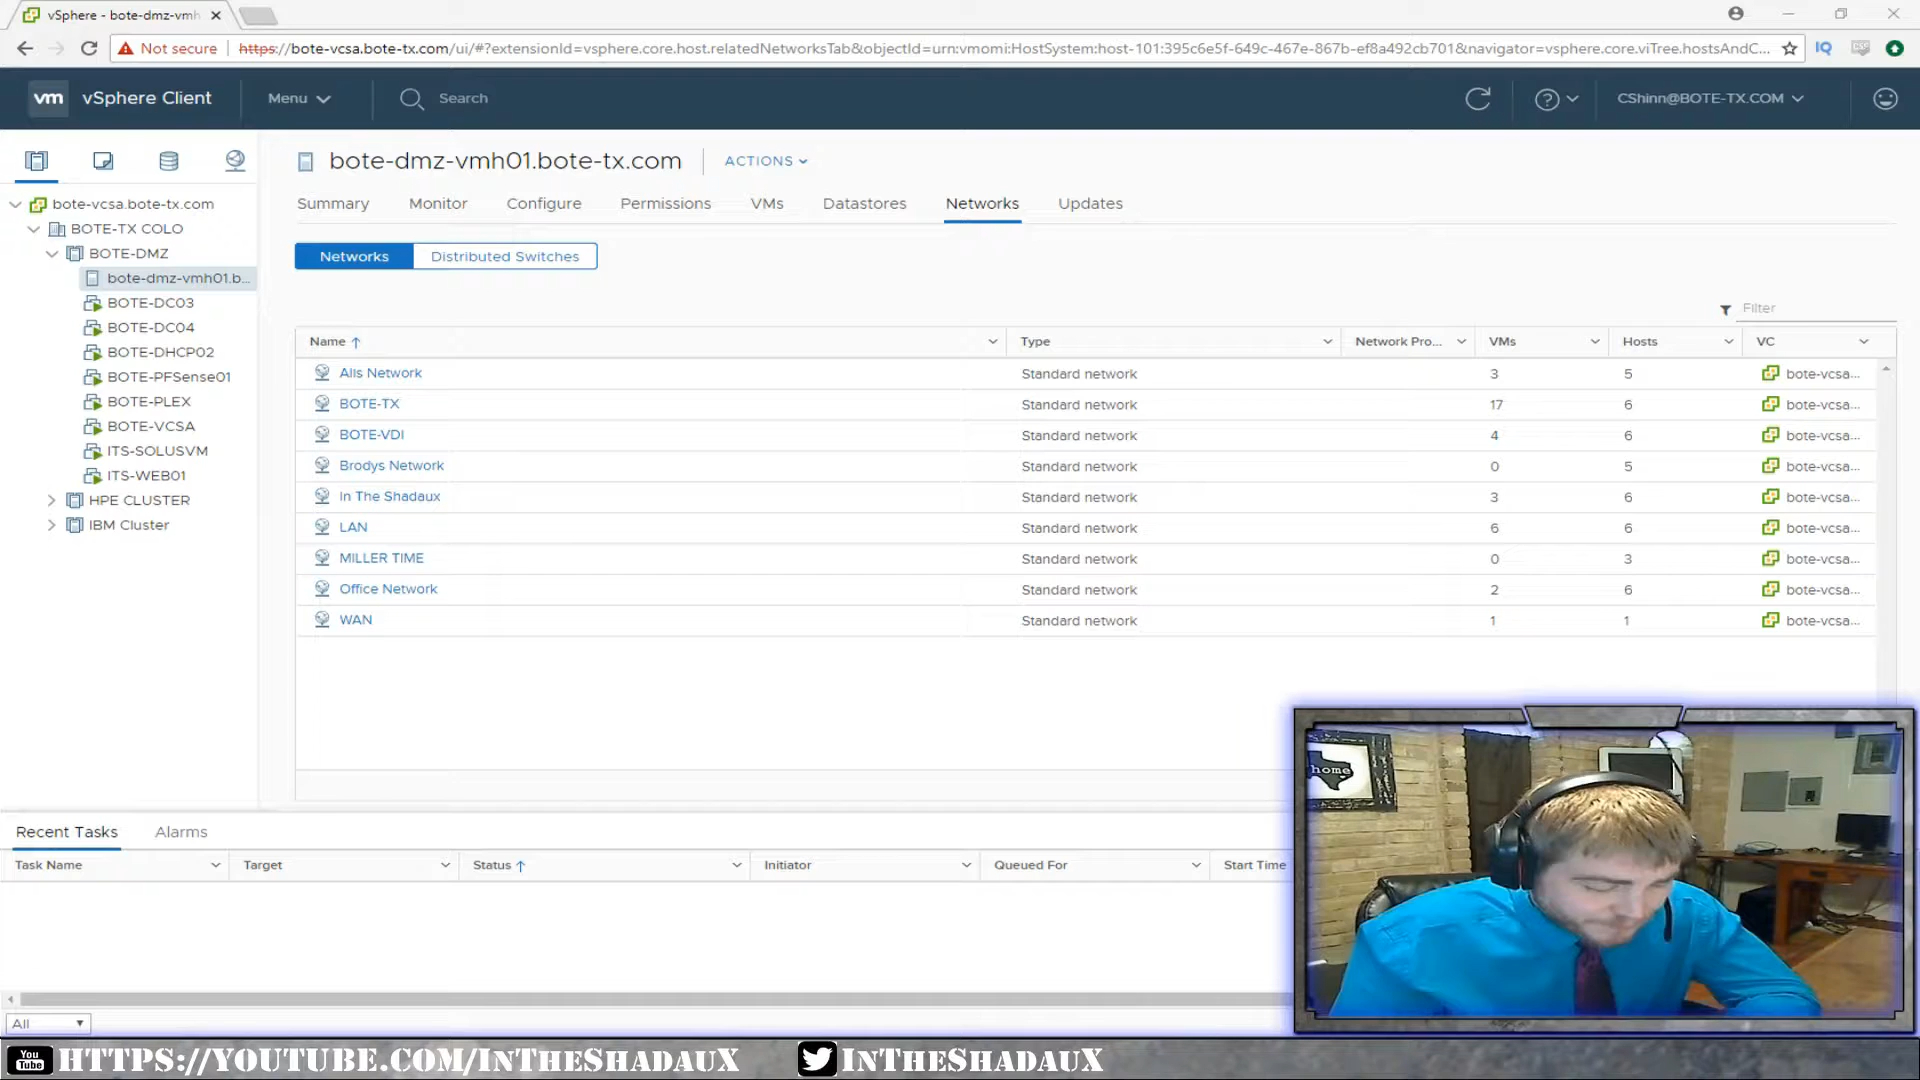 vSphere - bote-dmz-vmh
Not secure https://bote-vcsa.bote-tx.com/ui/#?extensionId=vsphere.core.host.relatedNetworksTab&objectId=urn:vmomi:HostSystem:host-101:395c6e5f-649c-467e-867b-ef8a492cb701&navigator=vsphere.core.viTree.hostsAndC...
IQ
vm vSphere Client Menu Search CShinn@BOTE-TX.COM
bote-dmz-vmh01.bote-tx.com ACTIONS
Summary Monitor Configure Permissions VMs Datastores Networks Updates
Networks Distributed Switches
bote-vcsa.bote-tx.com
BOTE-TX COLO
BOTE-DMZ
bote-dmz-vmh01.b...
BOTE-DC03
BOTE-DC04
BOTE-DHCP02
BOTE-PFSense01
BOTE-PLEX
BOTE-VCSA
ITS-SOLUSVM
ITS-WEB01
HPE CLUSTER
IBM Cluster
Filter
Name Type Network Pro... VMs Hosts VC
Alis Network Standard network 3 5 bote-vcsa...
BOTE-TX Standard network 17 6 bote-vcsa...
BOTE-VDI Standard network 4 6 bote-vcsa...
Brodys Network Standard network 0 5 bote-vcsa...
In The Shadaux Standard network 3 6 bote-vcsa...
LAN Standard network 6 6 bote-vcsa...
MILLER TIME Standard network 0 3 bote-vcsa...
Office Network Standard network 2 6 bote-vcsa...
WAN Standard network 1 1 bote-vcsa...
home
Recent Tasks Alarms
Task Name Target Status Initiator Queued For Start Time
All
You Tube HTTPS://YOUTUBE.COM/INTHESHADAUX INTHESHADAUX